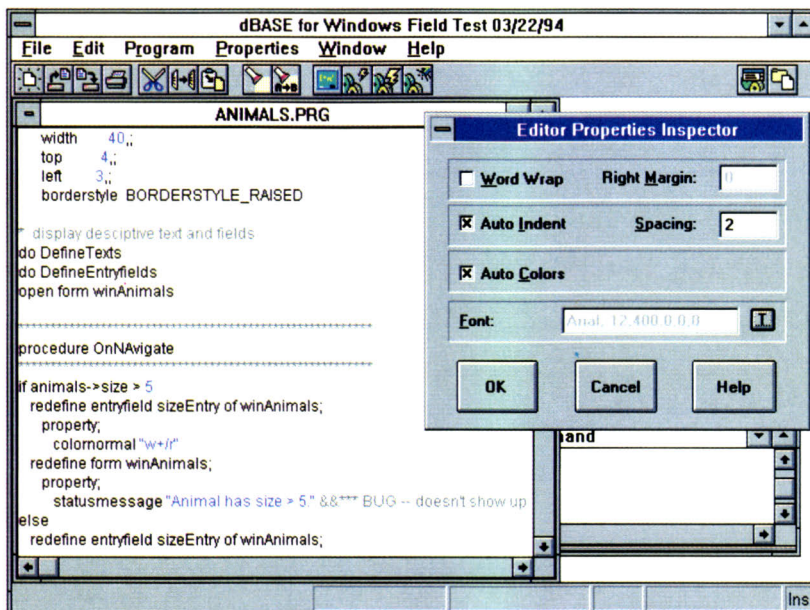 dBASE for Windows Field Test 03/22/94
File Edit Program Properties Window Help
A→B
ANIMALS.PRG
width 40,;
top 4,;
left 3,;
borderstyle BORDERSTYLE_RAISED
* display desciptive text and fields
do DefineTexts
do DefineEntryfields
open form winAnimals
procedure OnNAvigate
if animals->size > 5
redefine entryfield sizeEntry of winAnimals;
property;
colornormal "w+/r"
redefine form winAnimals;
property;
statusmessage "Animal has size > 5." &&*** BUG -- doesn't show up
else
redefine entryfield sizeEntry of winAnimals;
Editor Properties Inspector
Word Wrap Right Margin: 0
Auto Indent Spacing: 2
Auto Colors
Font: Arial, 12,400,0,0,0 T
OK Cancel Help
Ins